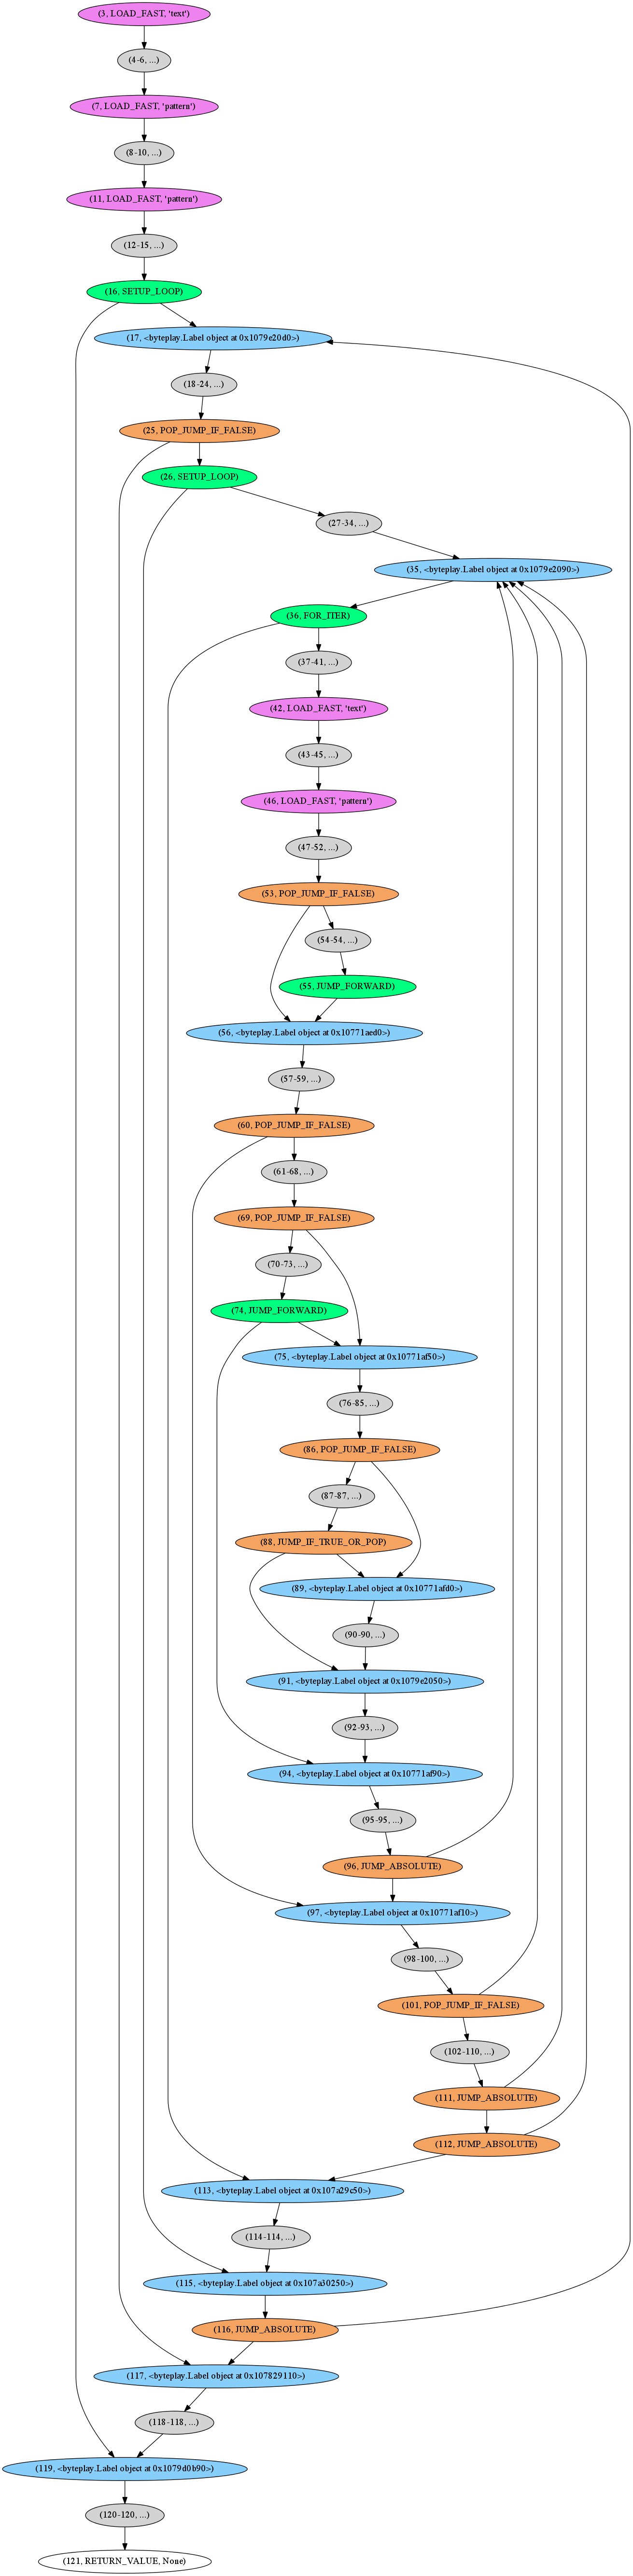 (3, LOAD_FAST, 'text')
(4-6, ...)
(7, LOAD_FAST, 'pattern')
(8-10, ...)
(11, LOAD_FAST, 'pattern')
(12-15, ...)
(16, SETUP_LOOP)
(17, <byteplay.Label object at 0x1079e20d0>)
(18-24, ...)
(25, POP_JUMP_IF_FALSE)
(26, SETUP_LOOP)
(27-34, ...)
(35, <byteplay.Label object at 0x1079e2090>)
(36, FOR_ITER)
(37-41, ...)
(42, LOAD_FAST, 'text')
(43-45, ...)
(46, LOAD_FAST, 'pattern')
(47-52, ...)
(53, POP_JUMP_IF_FALSE)
(54-54, ...)
(55, JUMP_FORWARD)
(56, <byteplay.Label object at 0x10771aed0>)
(57-59, ...)
(60, POP_JUMP_IF_FALSE)
(61-68, ...)
(69, POP_JUMP_IF_FALSE)
(70-73, ...)
(74, JUMP_FORWARD)
(75, <byteplay.Label object at 0x10771af50>)
(76-85, ...)
(86, POP_JUMP_IF_FALSE)
(87-87, ...)
(88, JUMP_IF_TRUE_OR_POP)
(89, <byteplay.Label object at 0x10771afd0>)
(90-90, ...)
(91, <byteplay.Label object at 0x1079e2050>)
(92-93, ...)
(94, <byteplay.Label object at 0x10771af90>)
(95-95, ...)
(96, JUMP_ABSOLUTE)
(97, <byteplay.Label object at 0x10771af10>)
(98-100, ...)
(101, POP_JUMP_IF_FALSE)
(102-110, ...)
(111, JUMP_ABSOLUTE)
(112, JUMP_ABSOLUTE)
(113, <byteplay.Label object at 0x107a29c50>)
(114-114, ...)
(115, <byteplay.Label object at 0x107a30250>)
(116, JUMP_ABSOLUTE)
(117, <byteplay.Label object at 0x107829110>)
(118-118, ...)
(119, <byteplay.Label object at 0x1079d0b90>)
(120-120, ...)
(121, RETURN_VALUE, None)